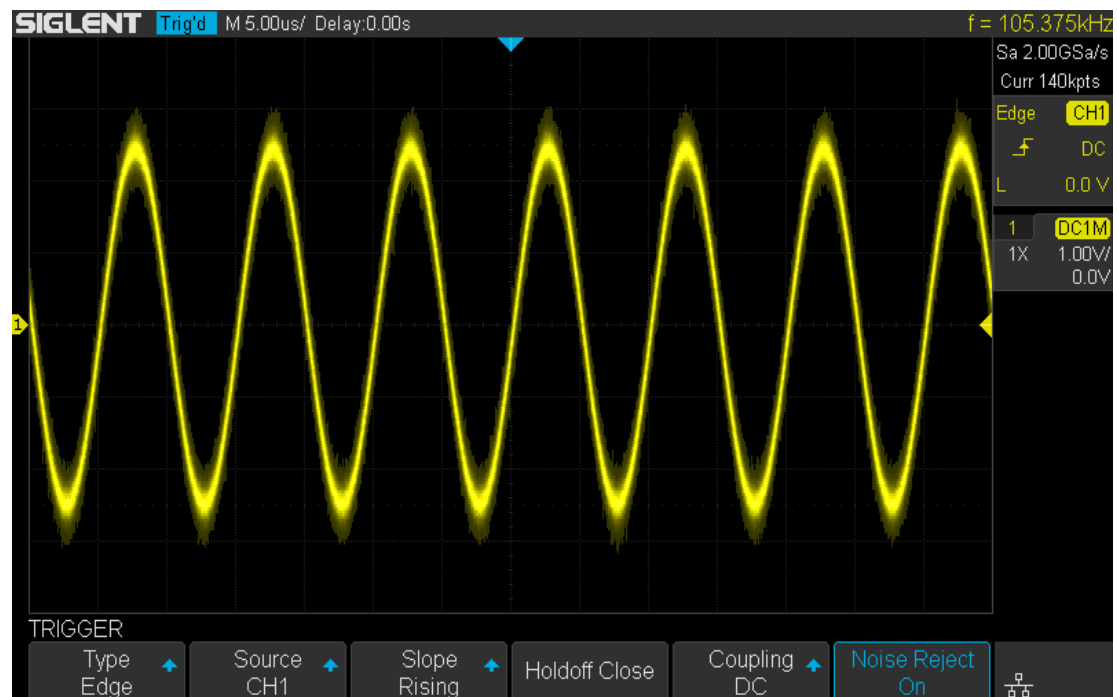 SIGLENT Trig'd M 5.00us/ Delay:0.00s f = 105.375kHz
Sa 2.00GSa/s
Curr 140kpts
Edge CH1
DC
L 0.0 V
1 DC1M
1X 1.00V/
0.0V
1
TRIGGER
Type
Edge
Source
CH1
Slope
Rising
Holdoff Close
Coupling
DC
Noise Reject
On